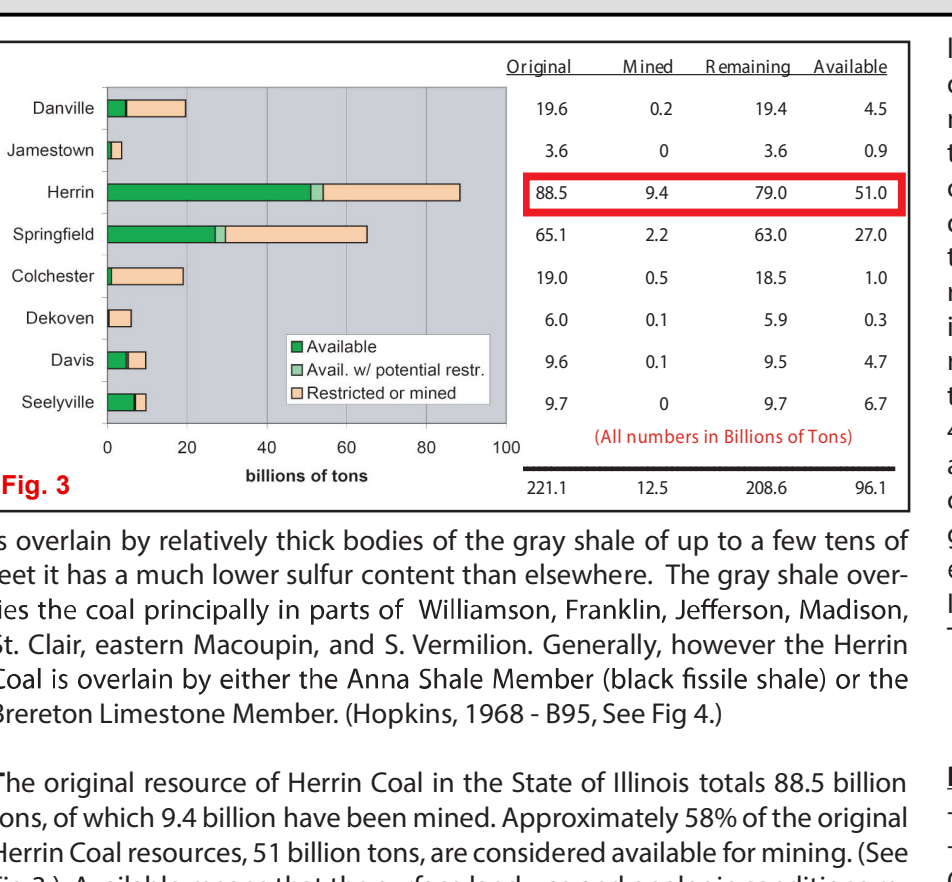 Original Mined Remaining Available
Danville 19.6 0.2 19.4 4.5
Jamestown 3.6 0 3.6 0.9
Herrin 88.5 9.4 79.0 51.0
Springfield 65.1 2.2 63.0 27.0
Colchester 19.0 0.5 18.5 1.0
Dekoven 6.0 0.1 5.9 0.3
Davis 9.6 0.1 9.5 4.7
Seelyville 9.7 0 9.7 6.7
Available
Avail. w/ potential restr.
Restricted or mined
(All numbers in Billions of Tons)
0 20 40 60 80 100
billions of tons
Fig. 3
221.1 12.5 208.6 96.1
s overlain by relatively thick bodies of the gray shale of up to a few tens of
eet it has a much lower sulfur content than elsewhere. The gray shale over-
ies the coal principally in parts of Williamson, Franklin, Jefferson, Madison,
St. Clair, eastern Macoupin, and S. Vermilion. Generally, however the Herrin
Coal is overlain by either the Anna Shale Member (black fissile shale) or the
Brereton Limestone Member. (Hopkins, 1968 - B95, See Fig 4.)
The original resource of Herrin Coal in the State of Illinois totals 88.5 billion
tons, of which 9.4 billion have been mined. Approximately 58% of the original
Herrin Coal resources, 51 billion tons, are considered available for mining. (See